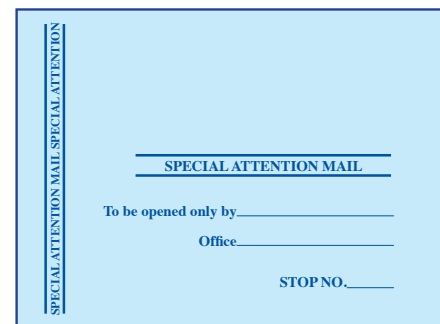 SPECIAL ATTENTION MAIL SPECIAL ATTENTION
SPECIAL ATTENTION MAIL
To be opened only by
Office
STOP NO.